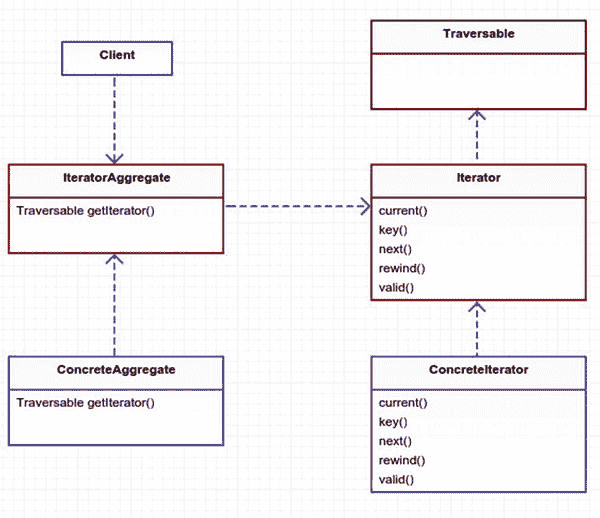 Client
Traversable
IteratorAggregate
Traversable getIterator()
Iterator
current()
key()
next()
rewind()
valid()
ConcreteAggregate
Traversable getIterator()
ConcreteIterator
current()
key()
next()
rewind()
valid()